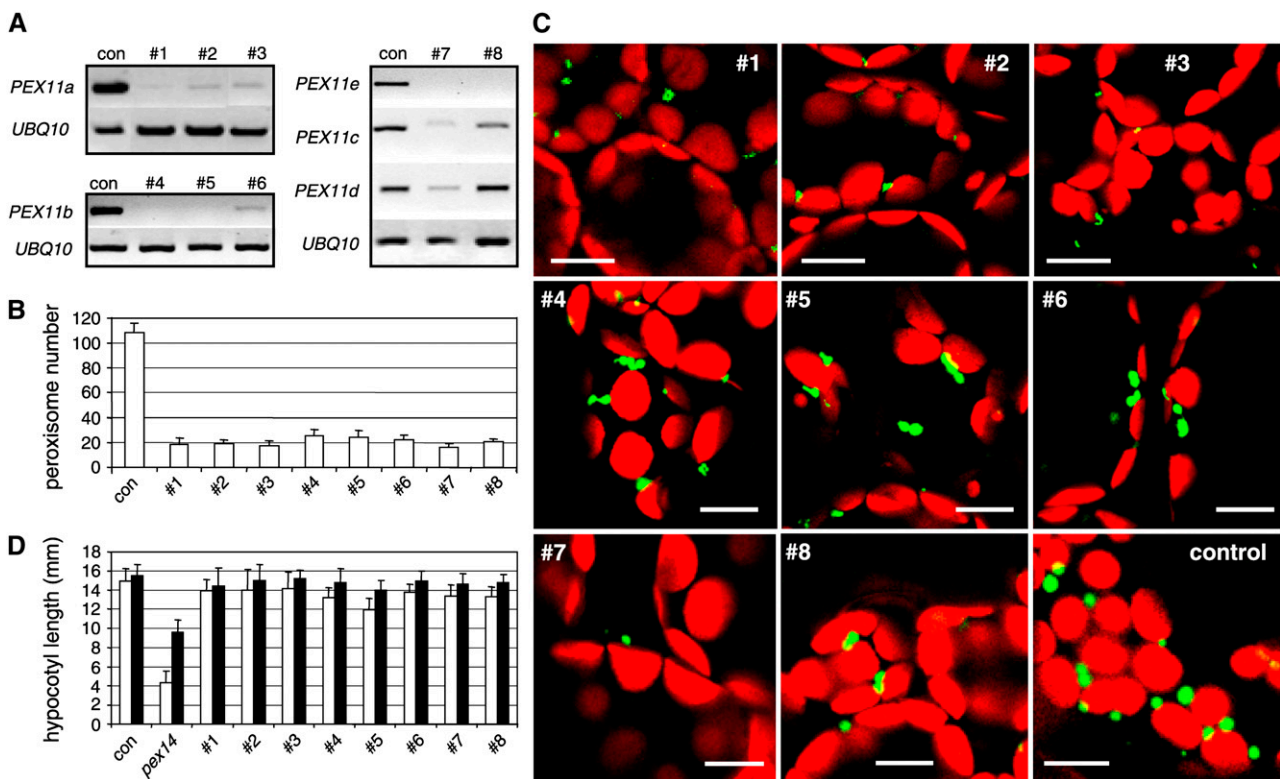 A
con #1 #2 #3
PEX11a
UBQ10
con #4 #5 #6
PEX11b
UBQ10
con #7 #8
PEX11e
PEX11c
PEX11d
UBQ10
B
peroxisome number
120
100
80
60
40
20
0
con #1 #2 #3 #4 #5 #6 #7 #8
D
hypocotyl length (mm)
18
16
14
12
10
8
6
4
2
0
con pex14 #1 #2 #3 #4 #5 #6 #7 #8
C
#1
#2
#3
#4
#5
#6
#7
#8
control